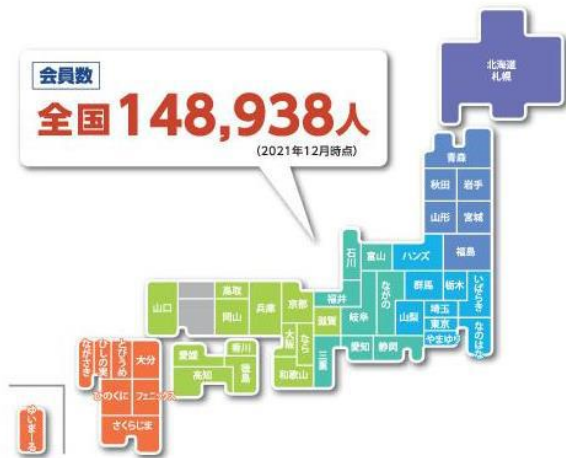 会員数
全国148,938人
(2021年12月時点)
北海道
札幌
青森
秋田
岩手
山形
宮城
福島
石川
富山
ハンズ
福井
岐阜
ながの
群馬
栃木
いばらき
山梨
埼玉
東京
やまゆり
なのはな
愛知
静岡
三重
滋賀
京都
兵庫
大阪
なら
和歌山
鳥取
岡山
山口
愛媛
香川
高知
徳島
ながさき
ひしの実
とびうめ
大分
ひのくに
フェニックス
さくらじま
ゆいまーる